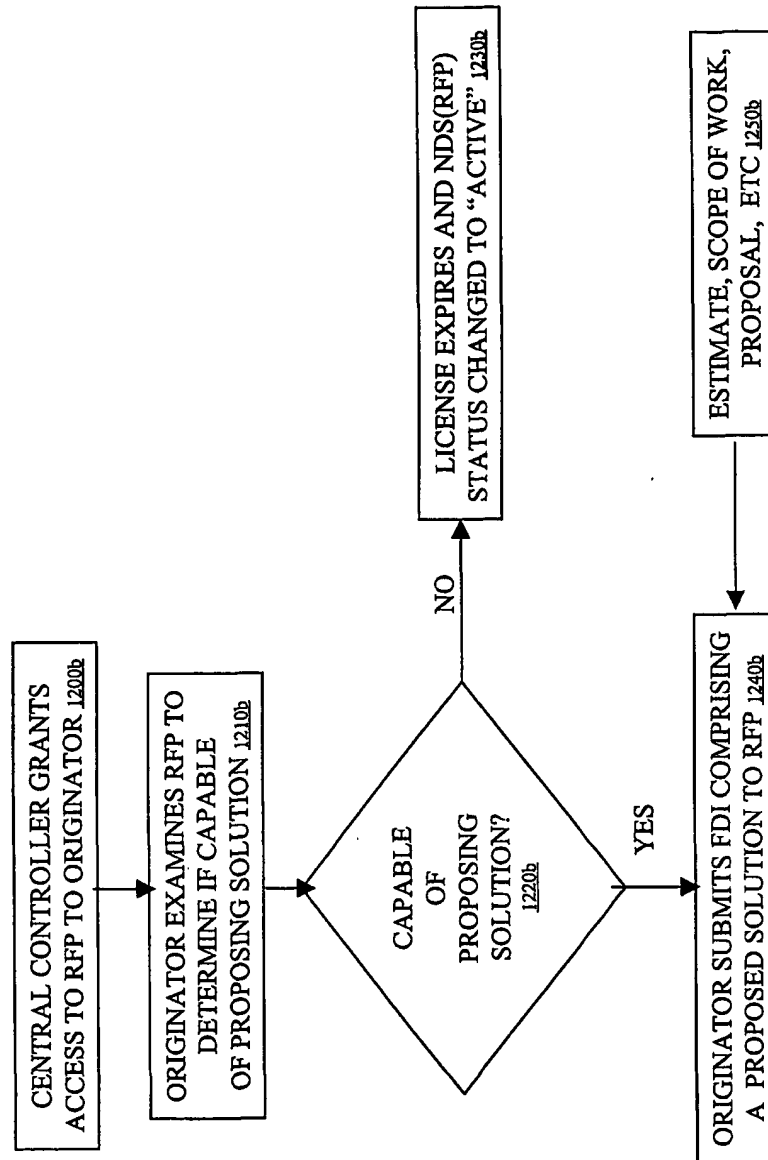 CENTRAL CONTROLLER GRANTS
ACCESS TO RFP TO ORIGINATOR 1200b
ORIGINATOR EXAMINES RFP TO
DETERMINE IF CAPABLE
OF PROPOSING SOLUTION 1210b
CAPABLE
OF
PROPOSING
SOLUTION?
1220b
NO
LICENSE EXPIRES AND NDS(RFP)
STATUS CHANGED TO “ACTIVE” 1230b
YES
ORIGINATOR SUBMITS FDI COMPRISING
A PROPOSED SOLUTION TO RFP 1240b
ESTIMATE, SCOPE OF WORK,
PROPOSAL, ETC 1250b